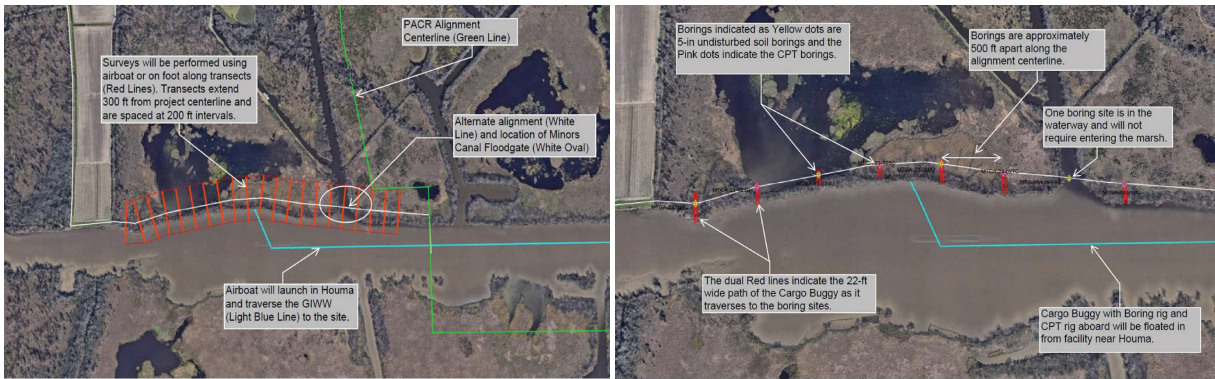 PACR Alignment
Centerline (Green Line)
Surveys will be performed using
airboat or on foot along transects
(Red Lines). Transects extend
300 ft from project centerline and
are spaced at 200 ft intervals.
Alternate alignment (White
Line) and location of Minors
Canal Floodgate (White Oval)
Airboat will launch in Houma
and traverse the GIWW
(Light Blue Line) to the site.
Borings indicated as Yellow dots are
5-in undisturbed soil borings and the
Pink dots indicate the CPT borings.
Borings are approximately
500 ft apart along the
alignment centerline.
One boring site is in the
waterway and will not
require entering the marsh.
The dual Red lines indicate the 22-ft
wide path of the Cargo Buggy as it
traverses to the boring sites.
Cargo Buggy with Boring rig and
CPT rig aboard will be floated in
from facility near Houma.